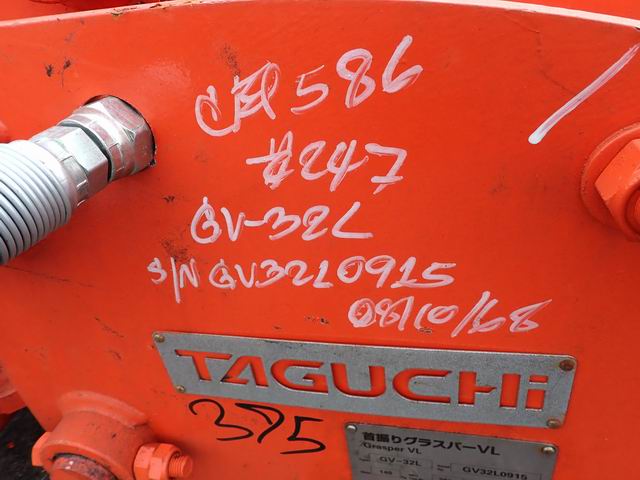 586
#247
GV-32L
S/N GV32L0915
08/10/68
TAGUCHi
375
首振りグラスパーVL
Grasper VL
GV-32L
GV32L0915